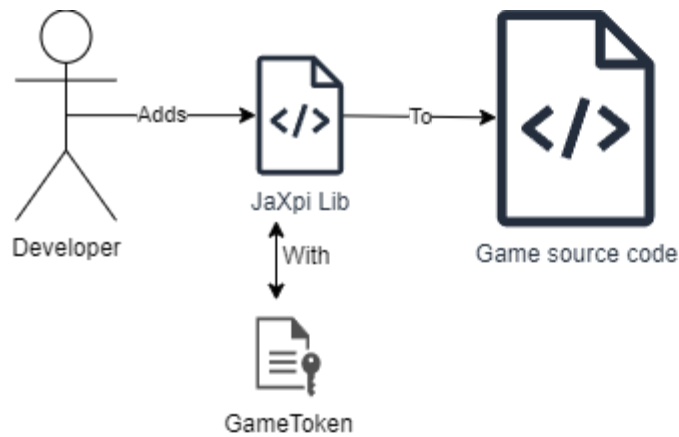 Adds
To
</>
</>
JaXpi Lib
Developer
With
Game source code
GameToken